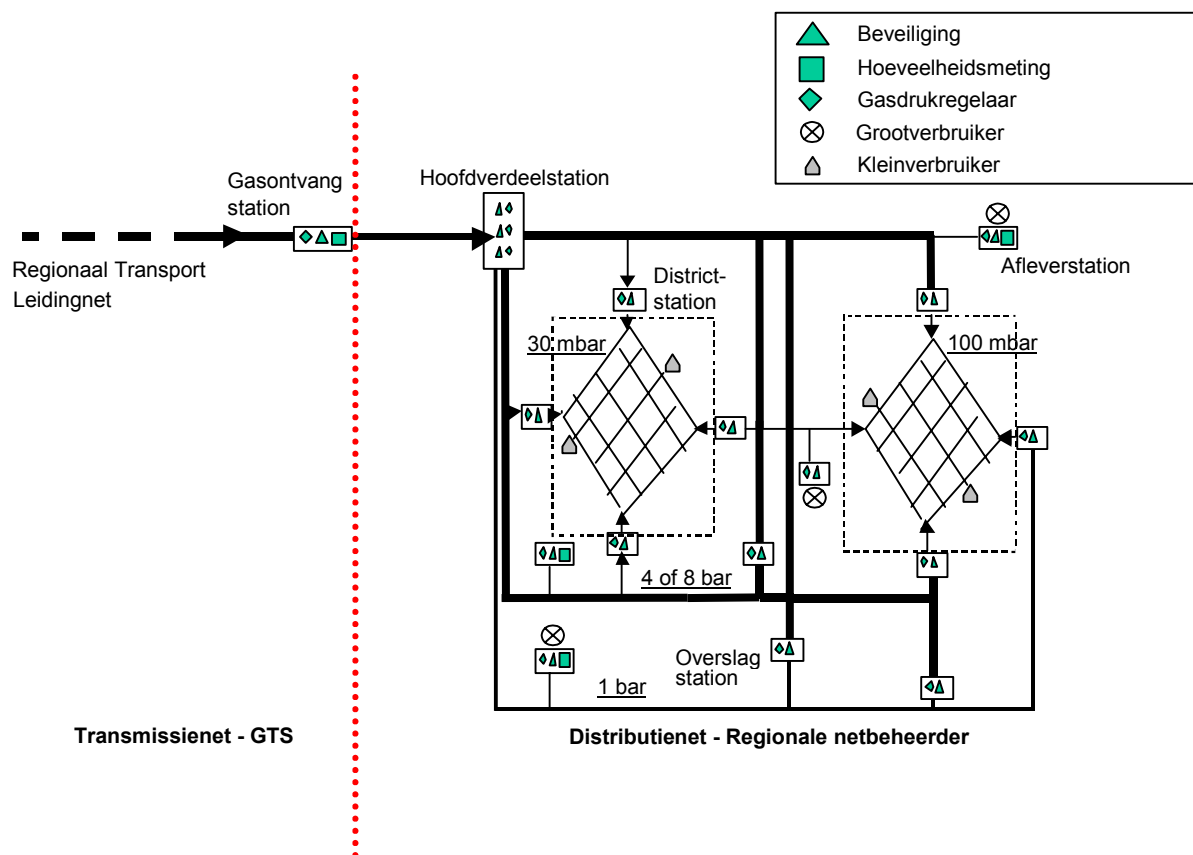 Beveiliging
Hoeveelheidsmeting
Gasdrukregelaar
Grootverbruiker
Kleinverbruiker
Gasontvang
station
Hoofdverdeelstation
Regionaal Transport
Leidingnet
District-
station
Afleverstation
30 mbar
100 mbar
4 of 8 bar
Overslag
station
1 bar
Transmissienet - GTS
Distributienet - Regionale netbeheerder